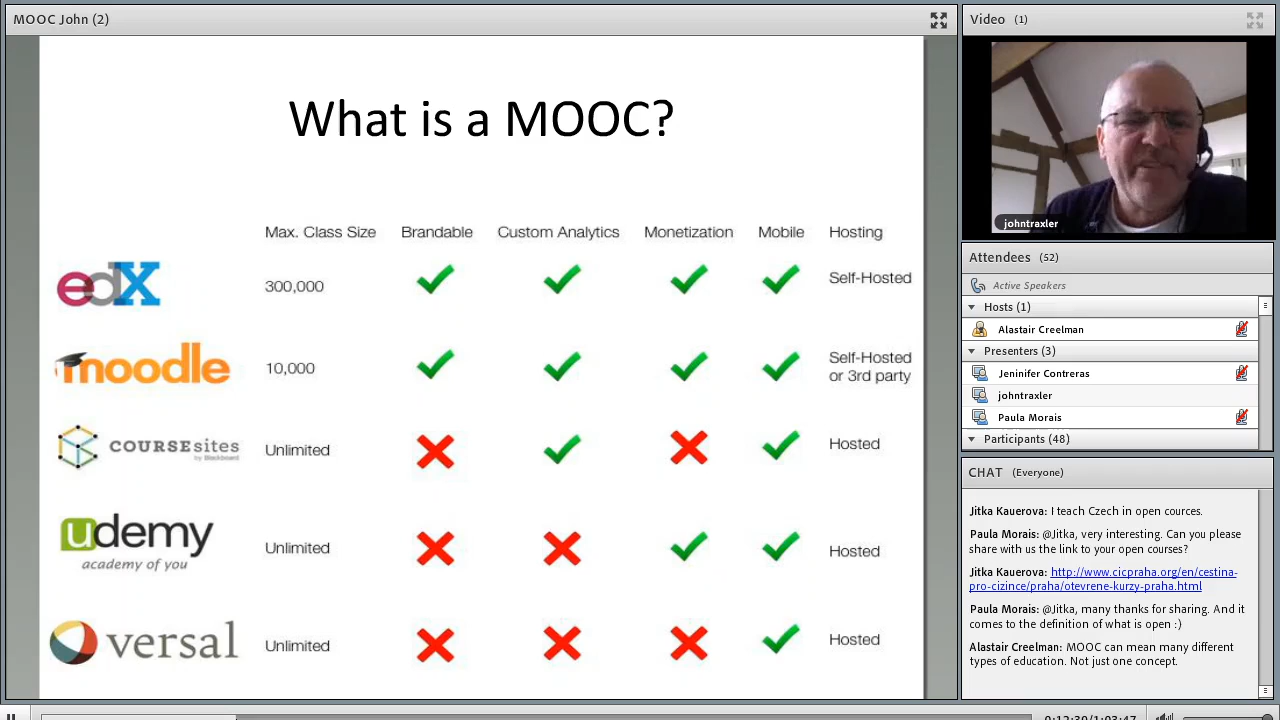 MOOC John (2)
What is a MOOC?
Max. Class Size Brandable Custom Analytics Monetization Mobile Hosting
edX 300,000 Self-Hosted
moodle 10,000 Self-Hosted
or 3rd party
COURSEsites Unlimited Hosted
by Blackboard
udemy Unlimited Hosted
academy of you
versal Unlimited Hosted
Video (1)
johntraxler
Attendees (52)
Active Speakers
Hosts (1)
Alastair Creelman
Presenters (3)
Jeninifer Contreras
johntraxler
Paula Morais
Participants (48)
CHAT (Everyone)
Jitka Kauerova: I teach Czech in open cources.
Paula Morais: @Jitka, very interesting. Can you please
share with us the link to your open courses?
Jitka Kauerova: http://www.cicpraha.org/en/cestina-
pro-cizince/praha/otevrene-kurzy-praha.html
Paula Morais: @Jitka, many thanks for sharing. And it
comes to the definition of what is open :)
Alastair Creelman: MOOC can mean many different
types of education. Not just one concept.
0:12:30/1:03:47